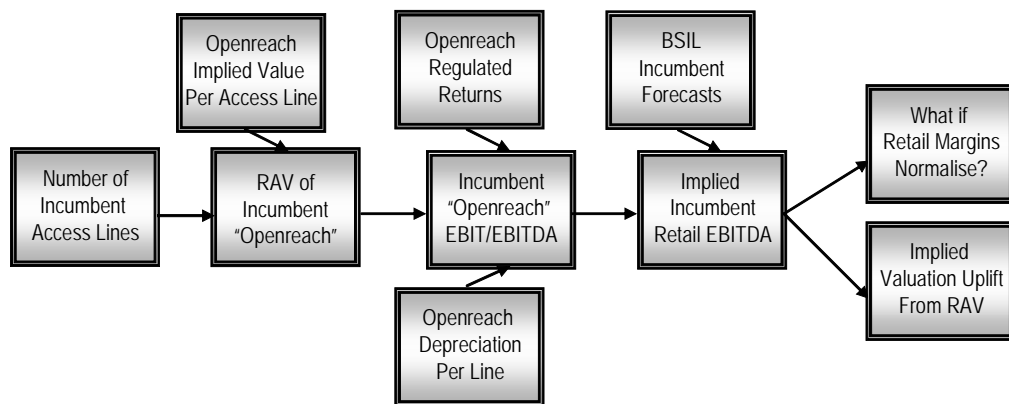 Openreach
Implied Value
Per Access Line
Openreach
Regulated
Returns
BSIL
Incumbent
Forecasts
Number of
Incumbent
Access Lines
RAV of
Incumbent
“Openreach”
Incumbent
“Openreach”
EBIT/EBITDA
Implied
Incumbent
Retail EBITDA
What if
Retail Margins
Normalise?
Openreach
Depreciation
Per Line
Implied
Valuation Uplift
From RAV